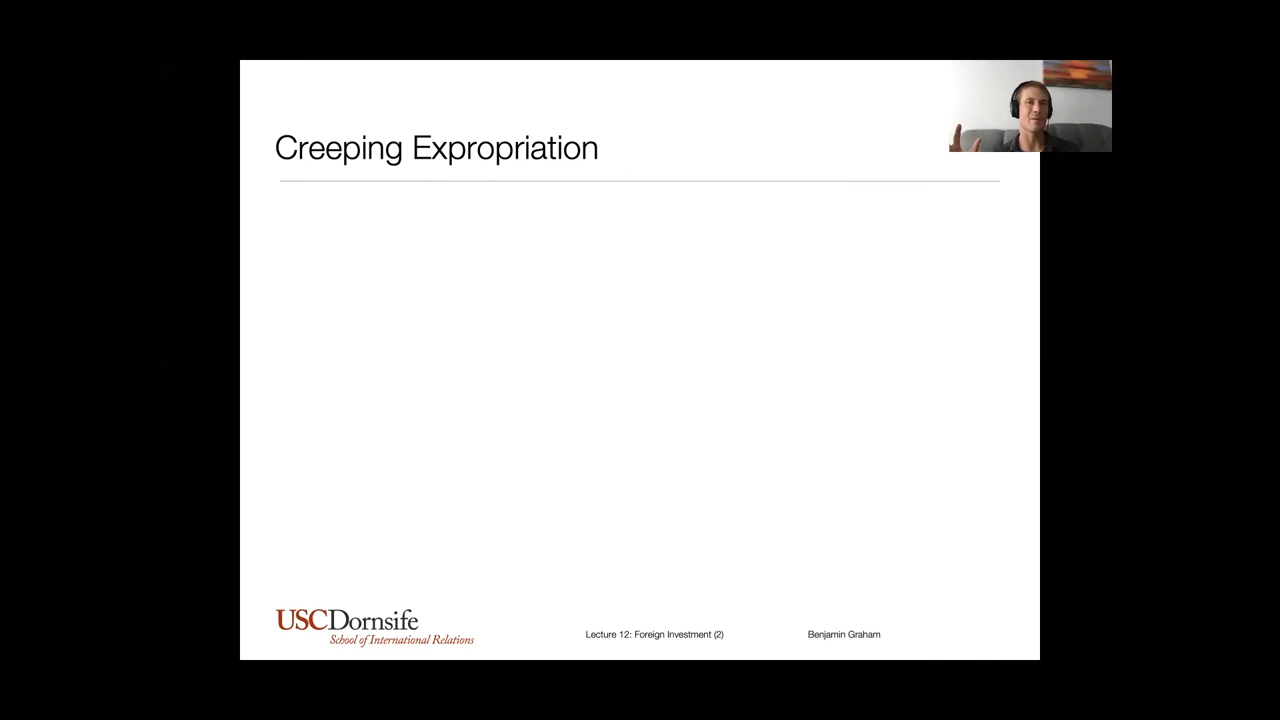 Creeping Expropriation
USCDornsife
School of International Relations
Lecture 12: Foreign Investment (2)
Benjamin Graham